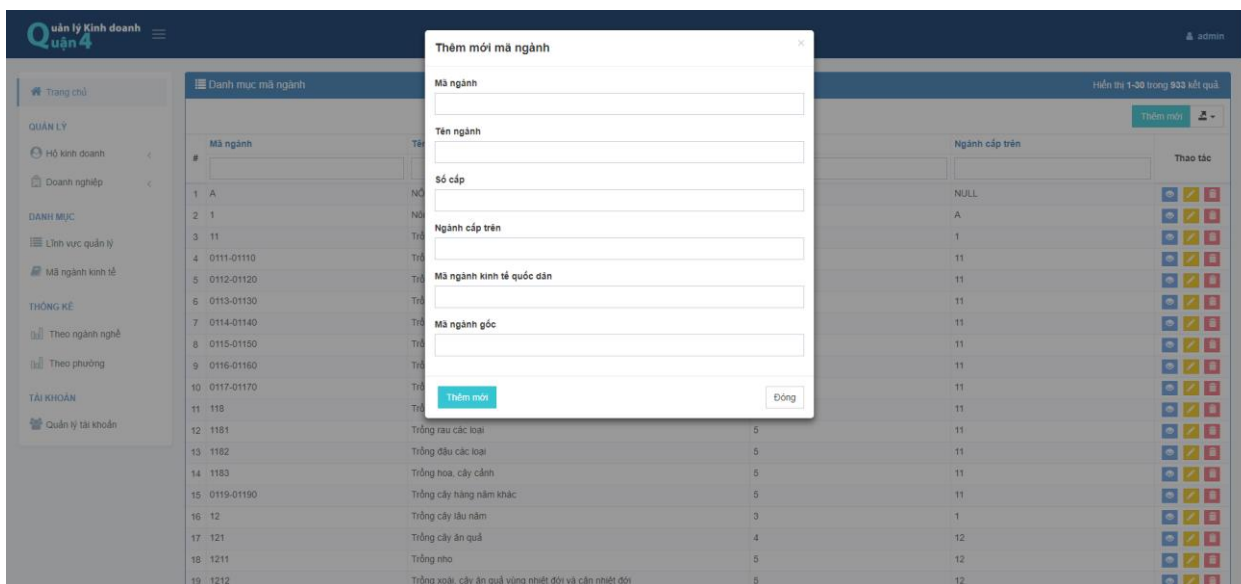 Quản lý Kinh doanh
Quận 4
admin
Trang chủ
QUẢN LÝ
Hộ kinh doanh
Doanh nghiệp
DANH MỤC
Lĩnh vực quản lý
Mã ngành kinh tế
THỐNG KÊ
Theo ngành nghề
Theo phường
TÀI KHOẢN
Quản lý tài khoản
Danh mục mã ngành
Hiển thị 1-30 trong 933 kết quả.
Thêm mới
# Mã ngành Ngành cấp trên Thao tác
1 A NULL
2 1 A
3 11 1
4 0111-01110 11
5 0112-01120 11
6 0113-01130 11
7 0114-01140 11
8 0115-01150 11
9 0116-01160 11
10 0117-01170 11
11 118 11
12 1181 Trồng rau các loại 5 11
13 1182 Trồng đậu các loại 5 11
14 1183 Trồng hoa, cây cảnh 5 11
15 0119-01190 Trồng cây hàng năm khác 5 11
16 12 Trồng cây lâu năm 3 1
17 121 Trồng cây ăn quả 4 12
18 1211 Trồng nho 5 12
19 1212 Trồng xoài, cây ăn quả vùng nhiệt đới và cận nhiệt đới 5 12
Thêm mới mã ngành
×
Mã ngành
Tên ngành
Số cấp
Ngành cấp trên
Mã ngành kinh tế quốc dân
Mã ngành gốc
Thêm mới
Đóng